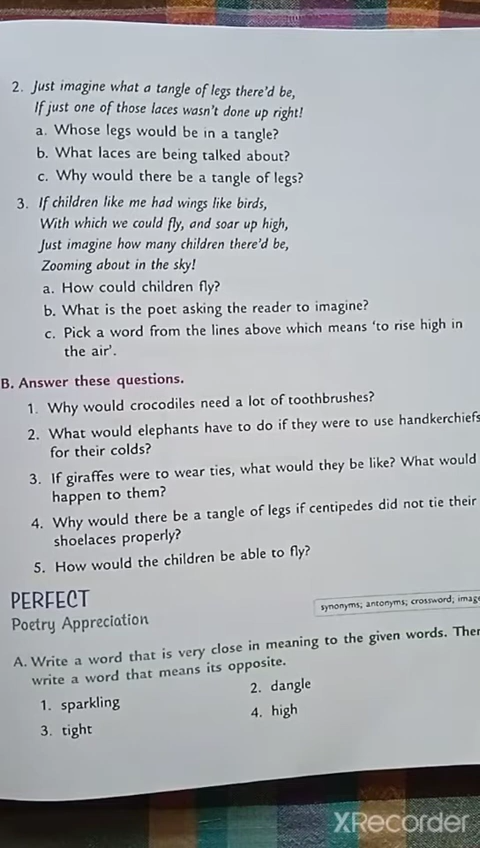 2. Just imagine what a tangle of legs there'd be,
If just one of those laces wasn't done up right!
a. Whose legs would be in a tangle?
b. What laces are being talked about?
c. Why would there be a tangle of legs?
3. If children like me had wings like birds,
With which we could fly, and soar up high,
Just imagine how many children there'd be,
Zooming about in the sky!
a. How could children fly?
b. What is the poet asking the reader to imagine?
c. Pick a word from the lines above which means 'to rise high in
the air'.
B. Answer these questions.
1. Why would crocodiles need a lot of toothbrushes?
2. What would elephants have to do if they were to use handkerchiefs
for their colds?
3. If giraffes were to wear ties, what would they be like? What would
happen to them?
4. Why would there be a tangle of legs if centipedes did not tie their
shoelaces properly?
5. How would the children be able to fly?
PERFECT
Poetry Appreciation
synonyms; antonyms; crossword; image
A. Write a word that is very close in meaning to the given words. Then
write a word that means its opposite.
1. sparkling
2. dangle
3. tight
4. high
XRecorder